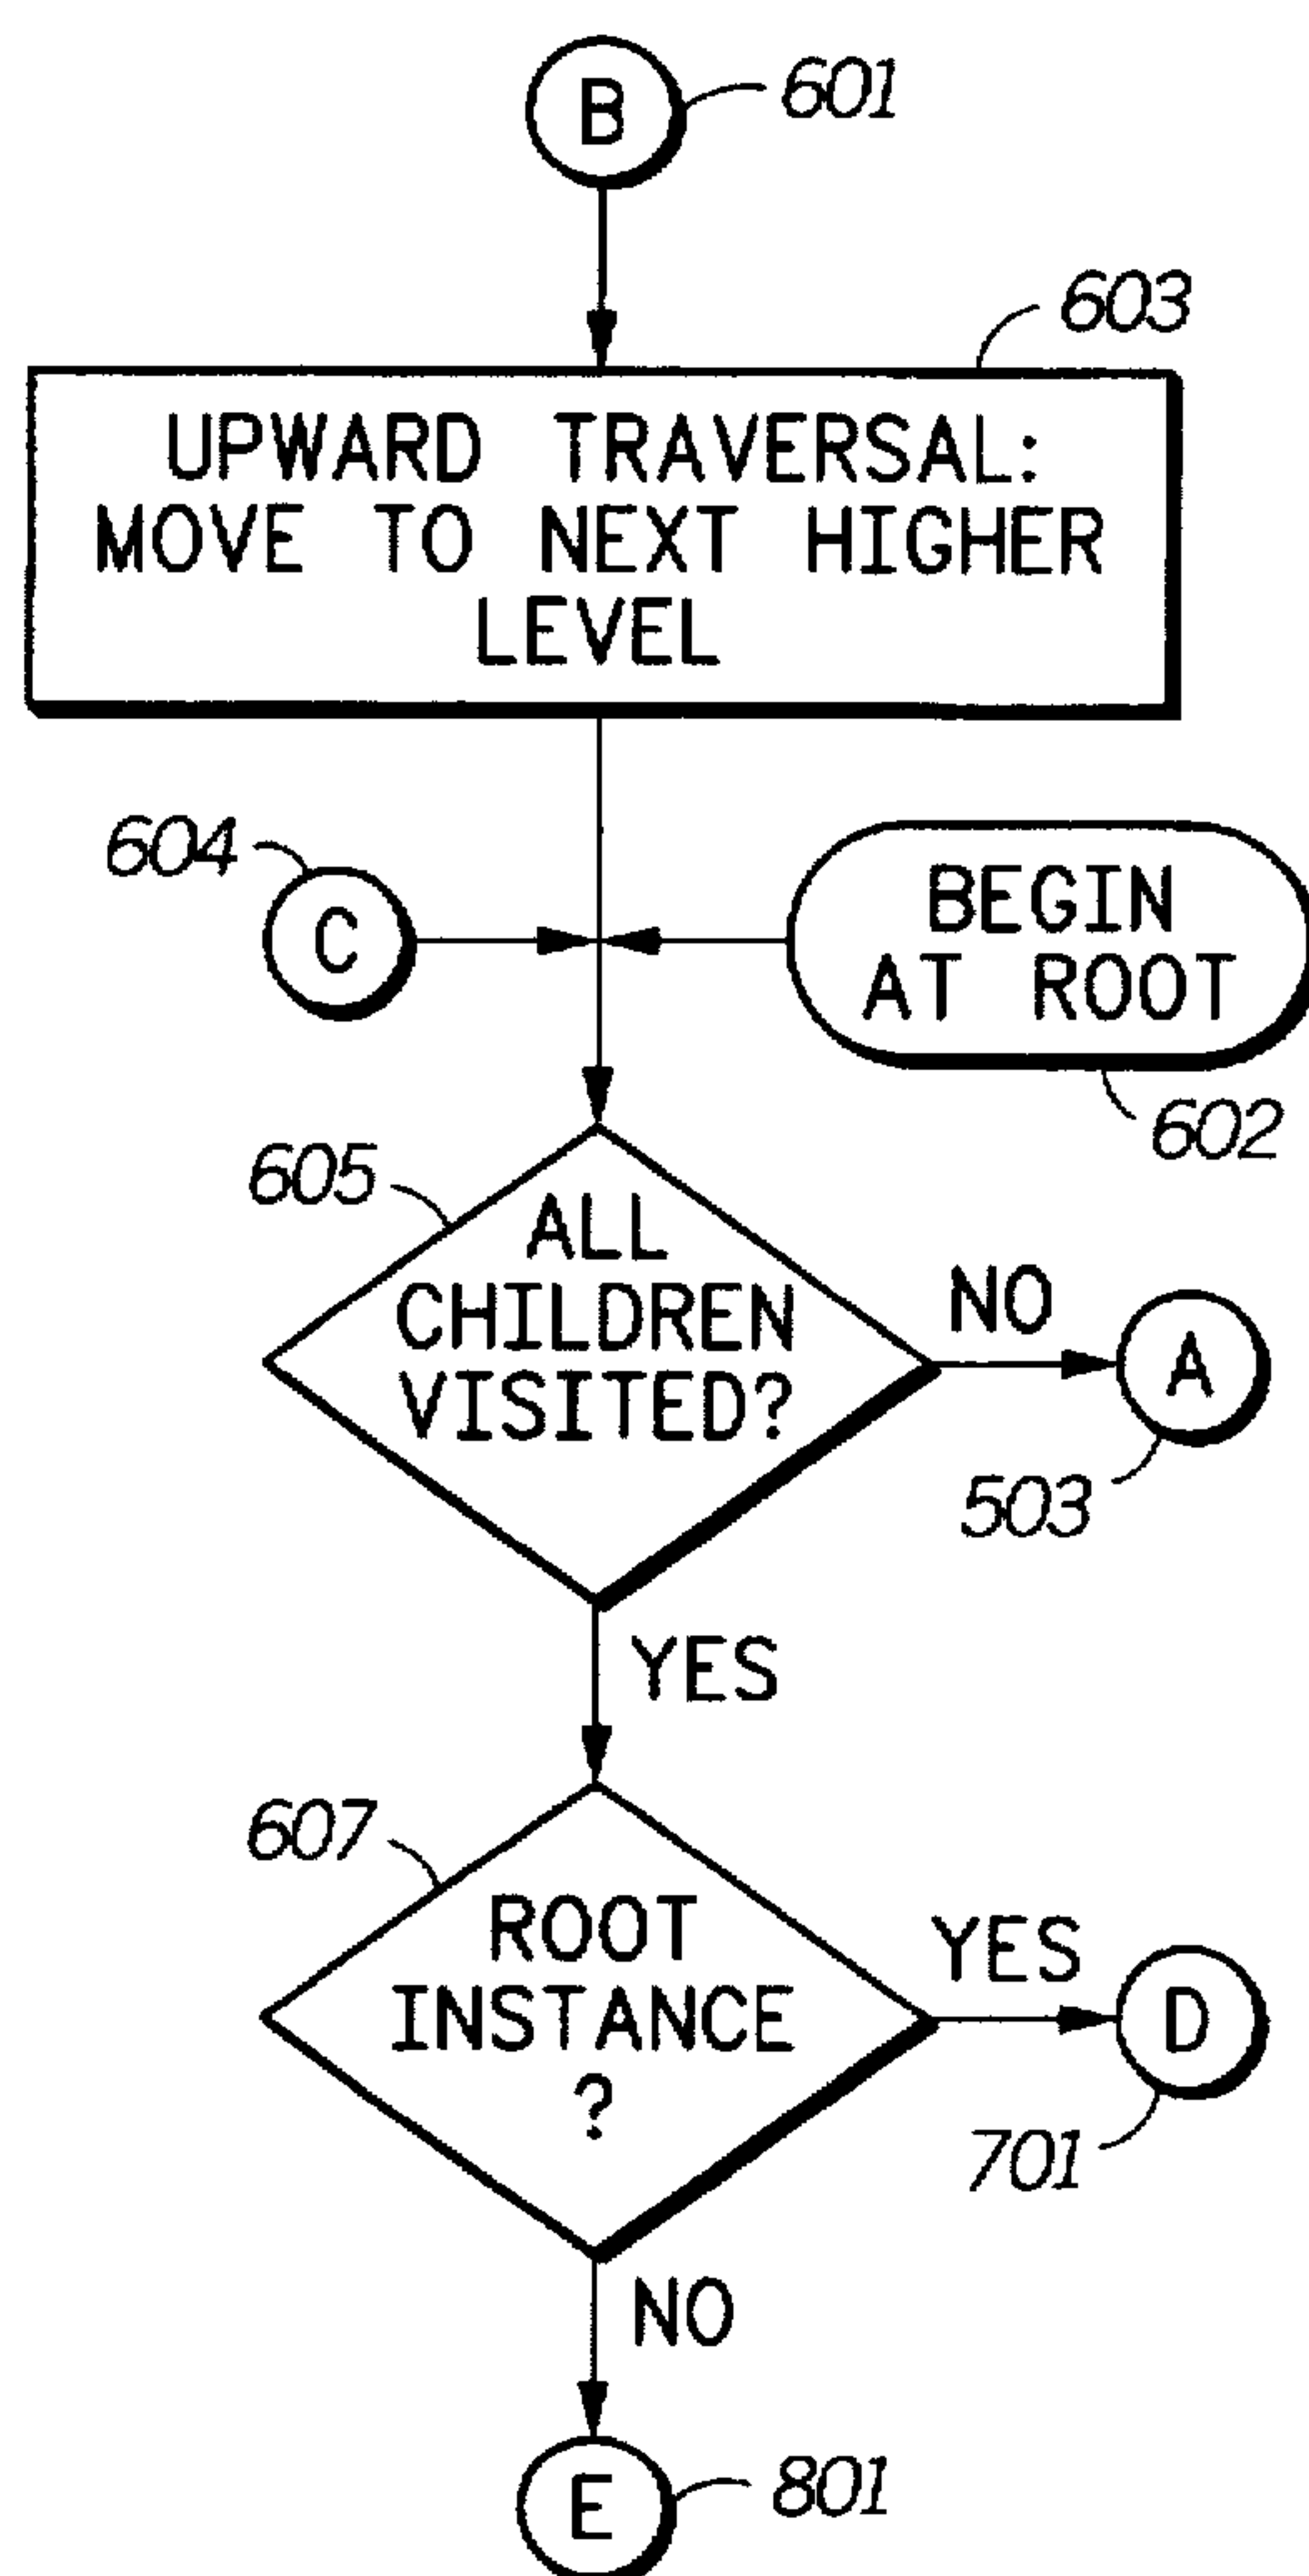 B
601
603
UPWARD TRAVERSAL:
MOVE TO NEXT HIGHER
LEVEL
604
C
BEGIN
AT ROOT
602
605
ALL
CHILDREN
VISITED?
NO
A
503
YES
607
ROOT
INSTANCE
?
YES
D
701
NO
E
801